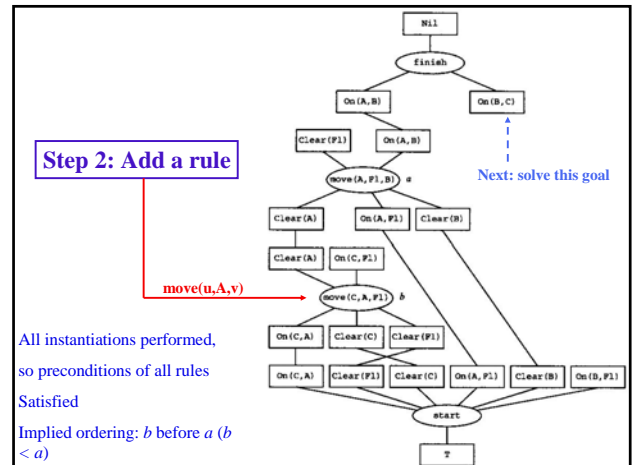 Nil
finish
On(A,B)
On(B,C)
Clear(Fl)
On(A,B)
Step 2: Add a rule
Next: solve this goal
move(A,Fl,B) a
Clear(A)
On(A,Fl)
Clear(B)
Clear(A)
On(C,Fl)
move(u,A,v)
move(C,A,Fl) b
On(C,A)
Clear(C)
Clear(Fl)
All instantiations performed,
so preconditions of all rules
Satisfied
Implied ordering: b before a (b
< a)
On(C,A)
Clear(Fl)
Clear(C)
On(A,Fl)
Clear(B)
On(B,Fl)
start
T